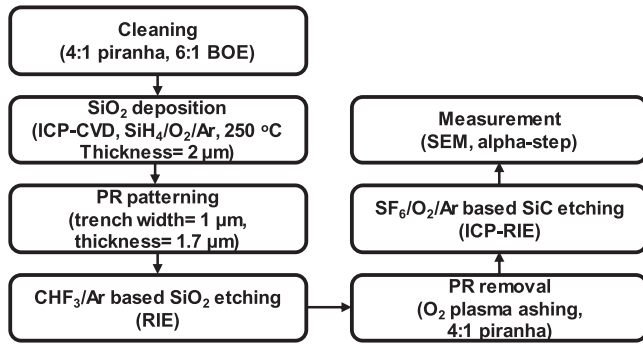 Cleaning
(4:1 piranha, 6:1 BOE)
SiO₂ deposition
(ICP-CVD, SiH₄/O₂/Ar, 250 ᵒC
Thickness= 2 µm)
PR patterning
(trench width= 1 µm,
thickness= 1.7 µm)
CHF₃/Ar based SiO₂ etching
(RIE)
PR removal
(O₂ plasma ashing,
4:1 piranha)
SF₆/O₂/Ar based SiC etching
(ICP-RIE)
Measurement
(SEM, alpha-step)